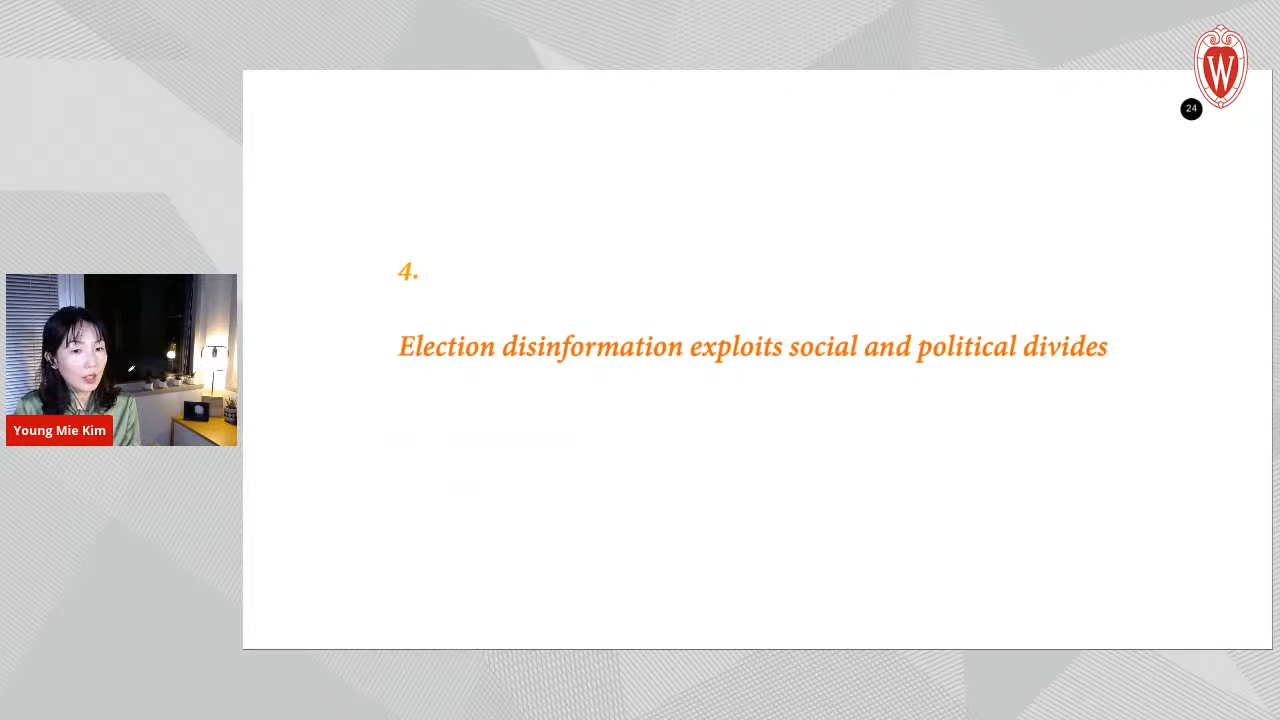 W
24
4.
Election disinformation exploits social and political divides
Young Mie Kim